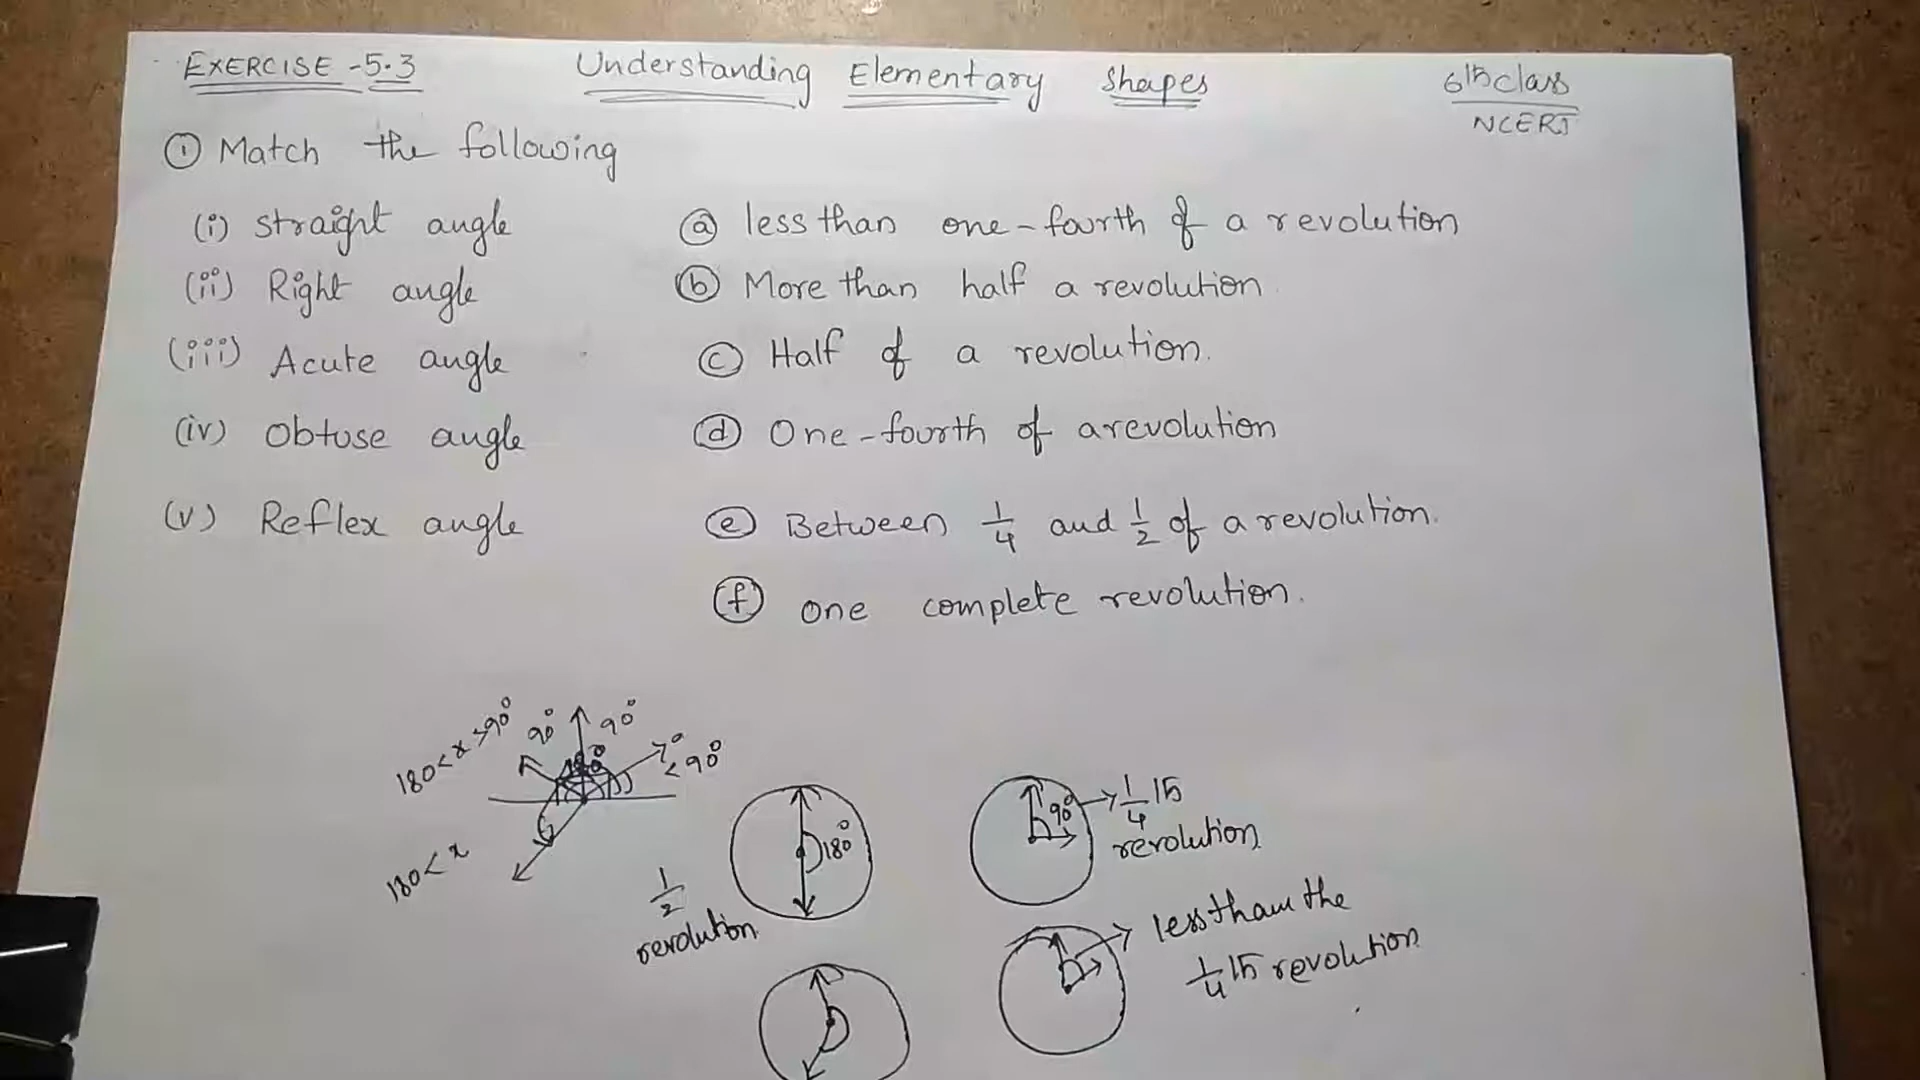 EXERCISE -5.3 Understanding Elementary Shapes 6th class
NCERT
① Match the following
(i) straight angle ⓐ less than one-fourth of a revolution
(ii) Right angle ⓑ More than half a revolution.
(iii) Acute angle ⓒ Half of a revolution.
(iv) Obtuse angle ⓓ One-fourth of a revolution
(v) Reflex angle ⓔ Between 1/4 and 1/2 of a revolution.
ⓕ one complete revolution.
180<x>90° 90° 90°
<90°
180<x
180°
1/2
revolution
90° → 1/4 th
revolution
less than the
1/4 th revolution